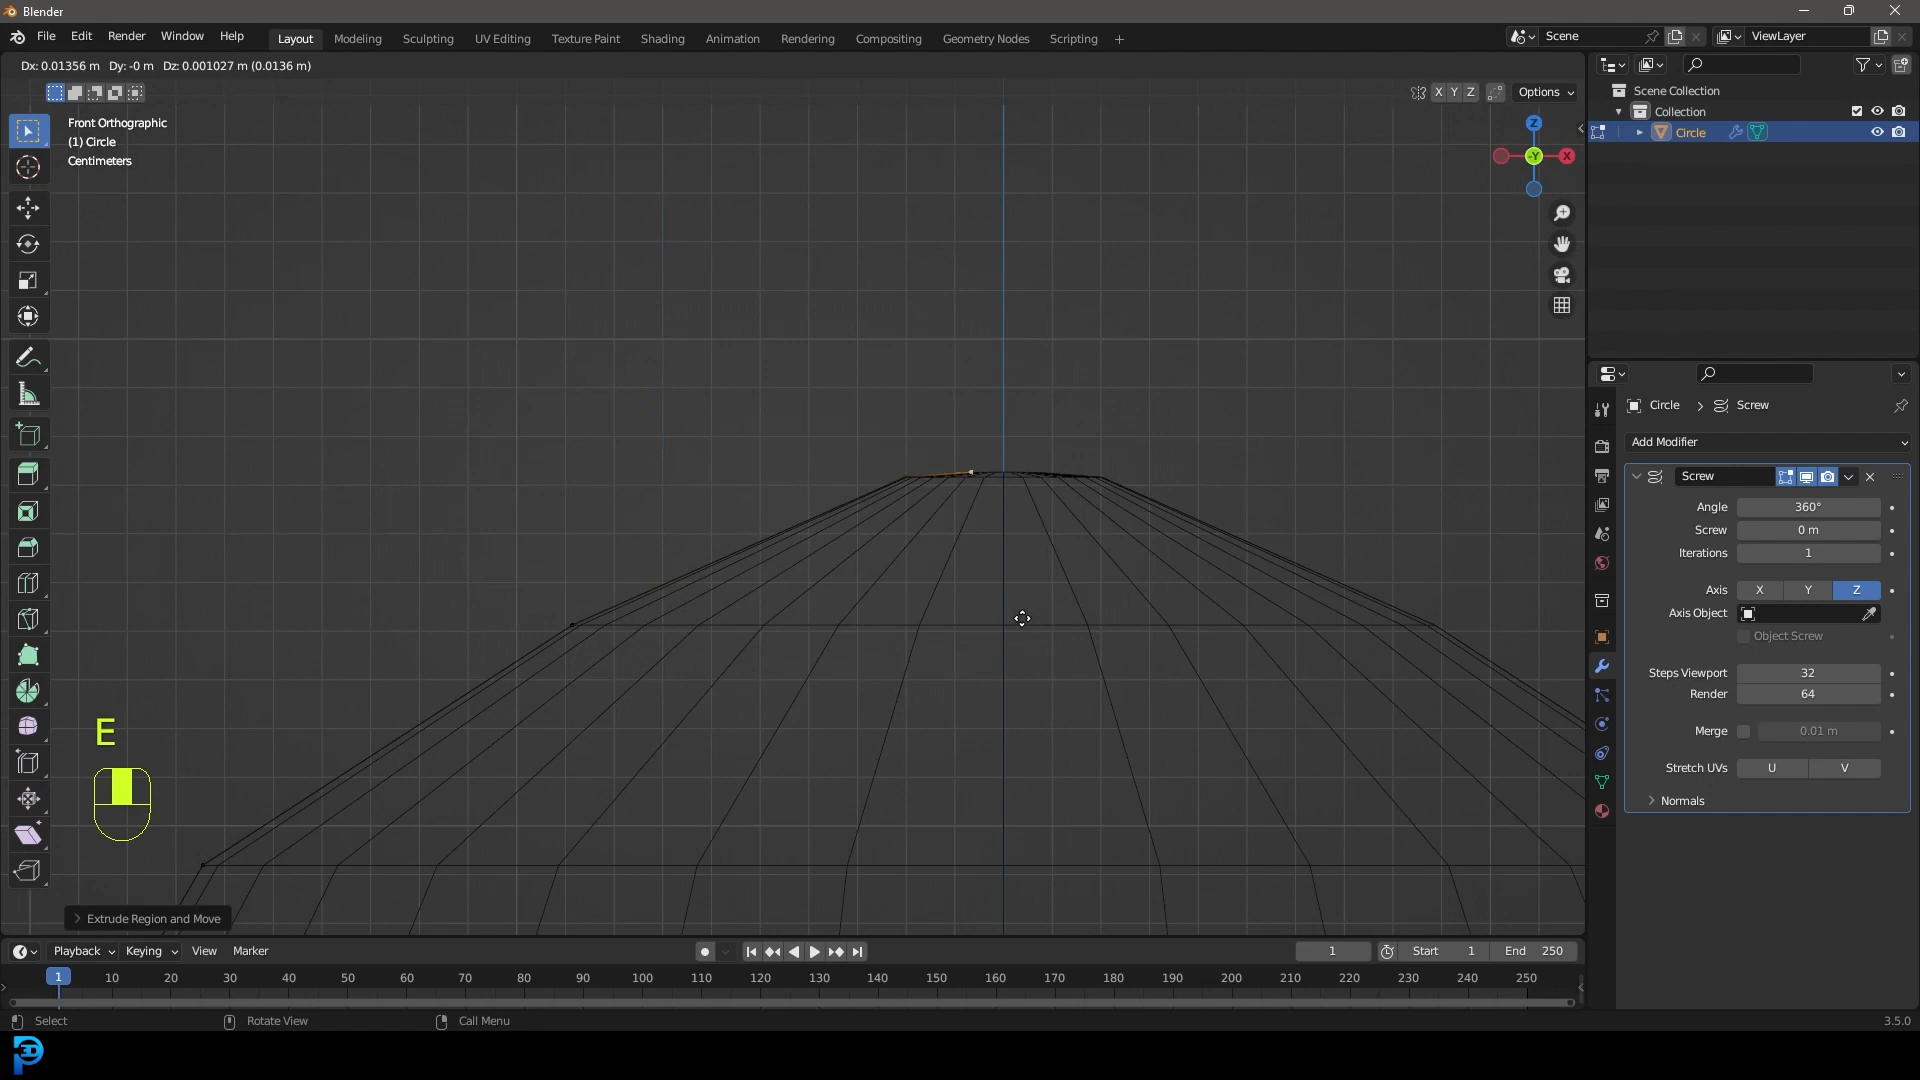 Blender
File Edit Render Window Help Layout Modeling Sculpting UV Editing Texture Paint Shading Animation Rendering Compositing Geometry Nodes Scripting + Scene ViewLayer
Dx: 0.01356 m Dy: -0 m Dz: 0.001027 m (0.0136 m)
X Y Z Options
Front Orthographic
(1) Circle
Centimeters
Z
-Y
X
Scene Collection
Collection
Circle
Circle > Screw
Add Modifier
Screw
Angle 360°
Screw 0 m
Iterations 1
Axis X Y Z
Axis Object
Object Screw
Steps Viewport 32
Render 64
Merge 0.01 m
Stretch UVs U V
Normals
E
Extrude Region and Move
Playback Keying View Marker 1 Start 1 End 250
1 10 20 30 40 50 60 70 80 90 100 110 120 130 140 150 160 170 180 190 200 210 220 230 240 250
Select Rotate View Call Menu 3.5.0